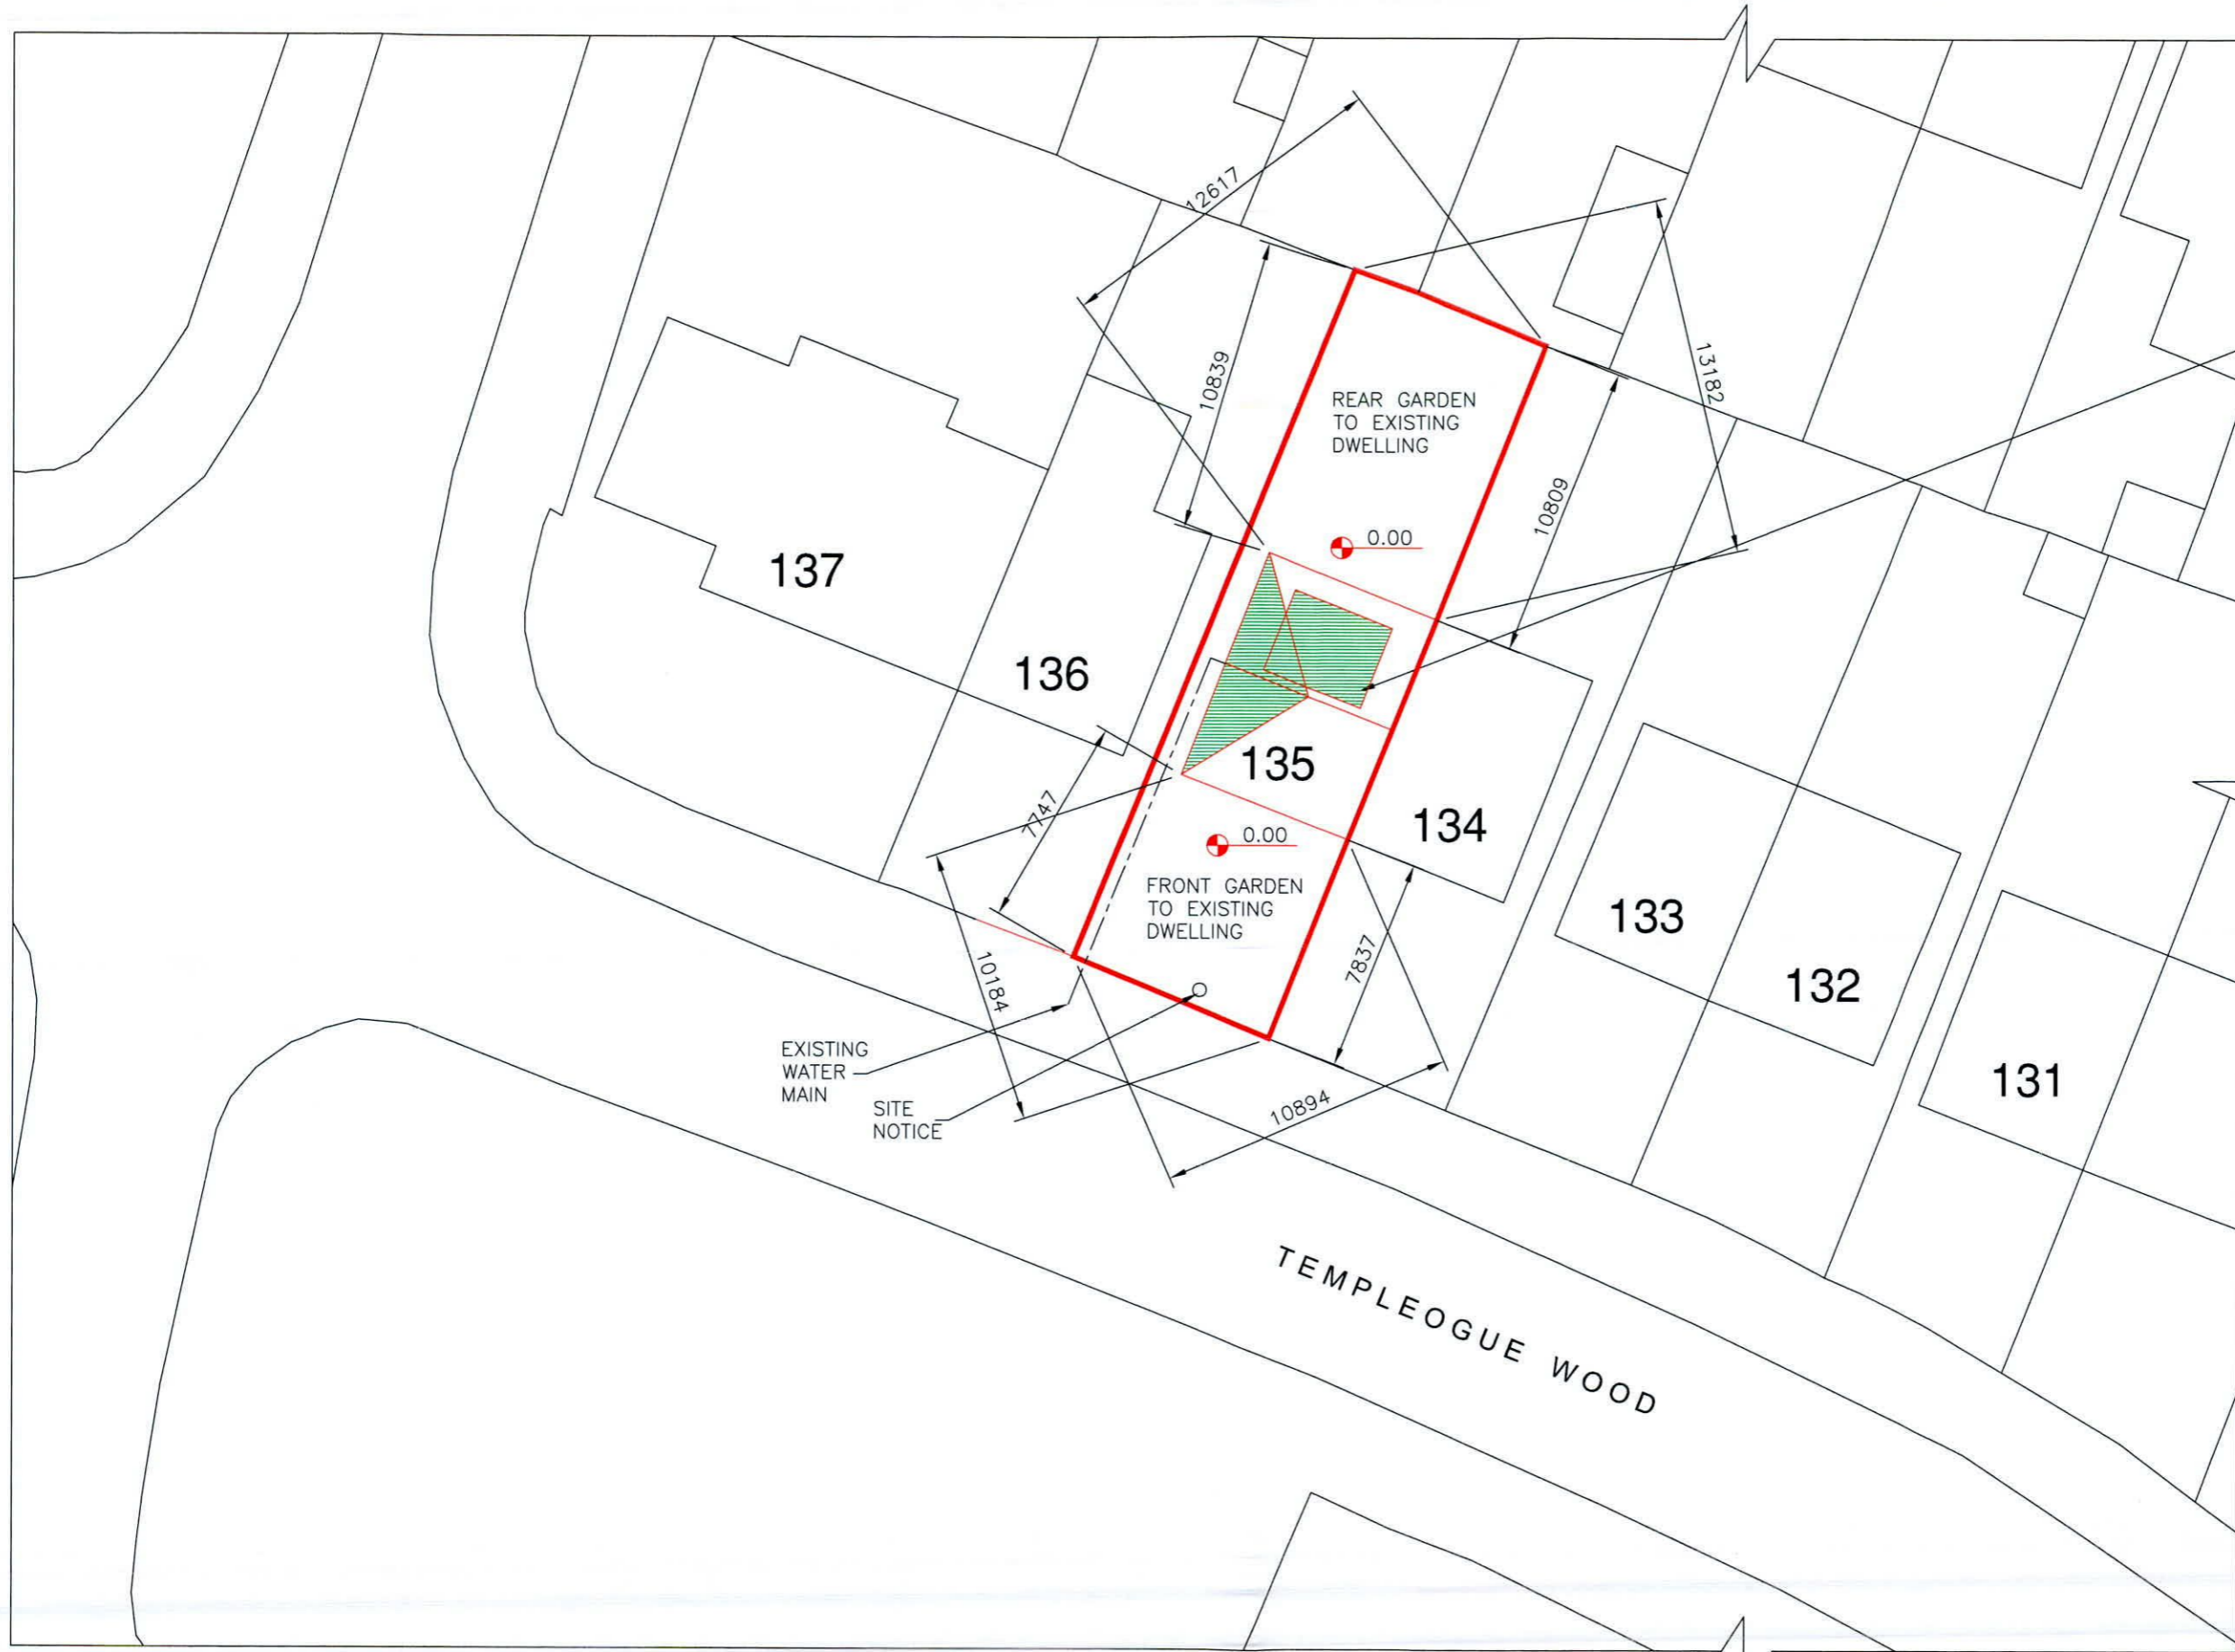 12617
10839
13182
REAR GARDEN
TO EXISTING
DWELLING
10809
0.00
137
136
135
134
7747
0.00
FRONT GARDEN
TO EXISTING
DWELLING
133
132
131
10184
7837
EXISTING
WATER
MAIN
SITE
NOTICE
10894
TEMPLEOGUE WOOD